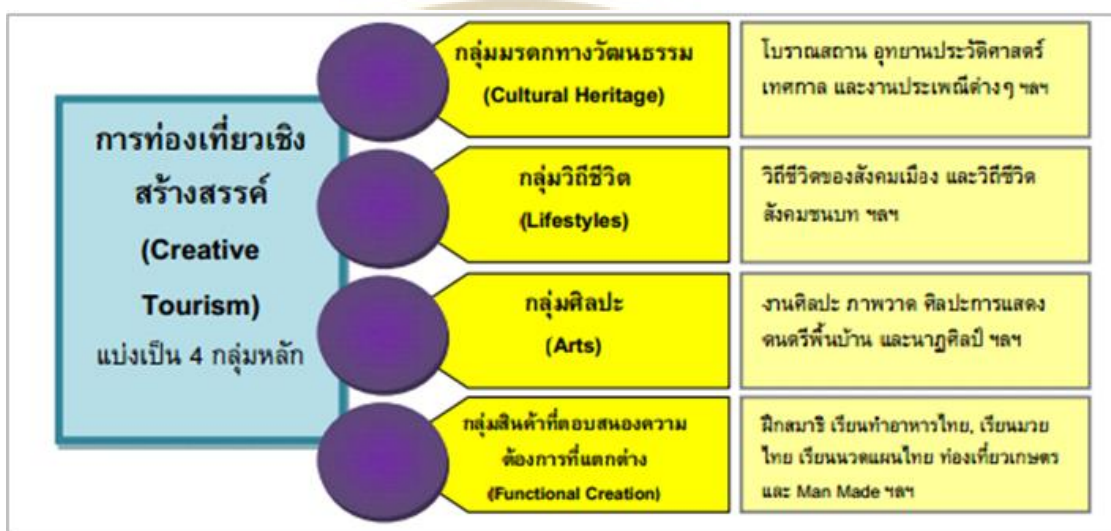 การท่องเที่ยวเชิง
สร้างสรรค์
(Creative
Tourism)
แบ่งเป็น 4 กลุ่มหลัก
กลุ่มมรดกทางวัฒนธรรม
(Cultural Heritage)
โบราณสถาน อุทยานประวัติศาสตร์
เทศกาล และงานประเพณีต่างๆ ฯลฯ
กลุ่มวิถีชีวิต
(Lifestyles)
วิถีชีวิตของสังคมเมือง และวิถีชีวิต
สังคมชนบท ฯลฯ
กลุ่มศิลปะ
(Arts)
งานศิลปะ ภาพวาด ศิลปะการแสดง
ดนตรีพื้นบ้าน และนาฏศิลป์ ฯลฯ
กลุ่มสินค้าที่ตอบสนองความ
ต้องการที่แตกต่าง
(Functional Creation)
ฝึกสมาธิ เรียนทำอาหารไทย, เรียนมวย
ไทย เรียนนวดแผนไทย ท่องเที่ยวเกษตร
และ Man Made ฯลฯ